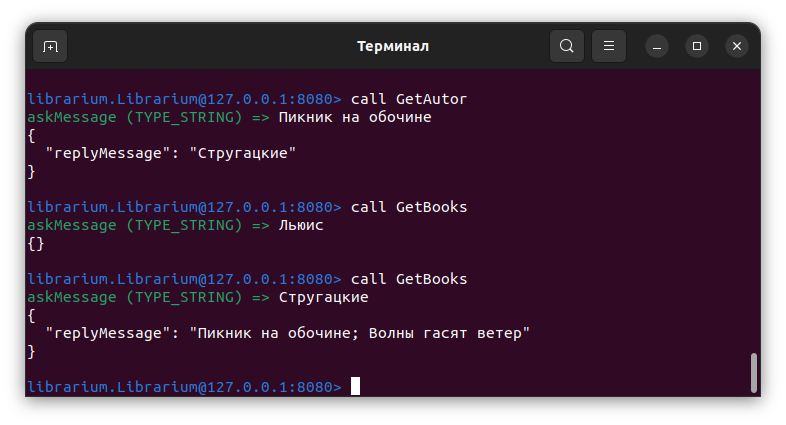 Терминал
librarium.Librarium@127.0.0.1:8080> call GetAutor
askMessage (TYPE_STRING) => Пикник на обочине
{
  "replyMessage": "Стругацкие"
}
librarium.Librarium@127.0.0.1:8080> call GetBooks
askMessage (TYPE_STRING) => Льюис
{}
librarium.Librarium@127.0.0.1:8080> call GetBooks
askMessage (TYPE_STRING) => Стругацкие
{
  "replyMessage": "Пикник на обочине; Волны гасят ветер"
}
librarium.Librarium@127.0.0.1:8080>